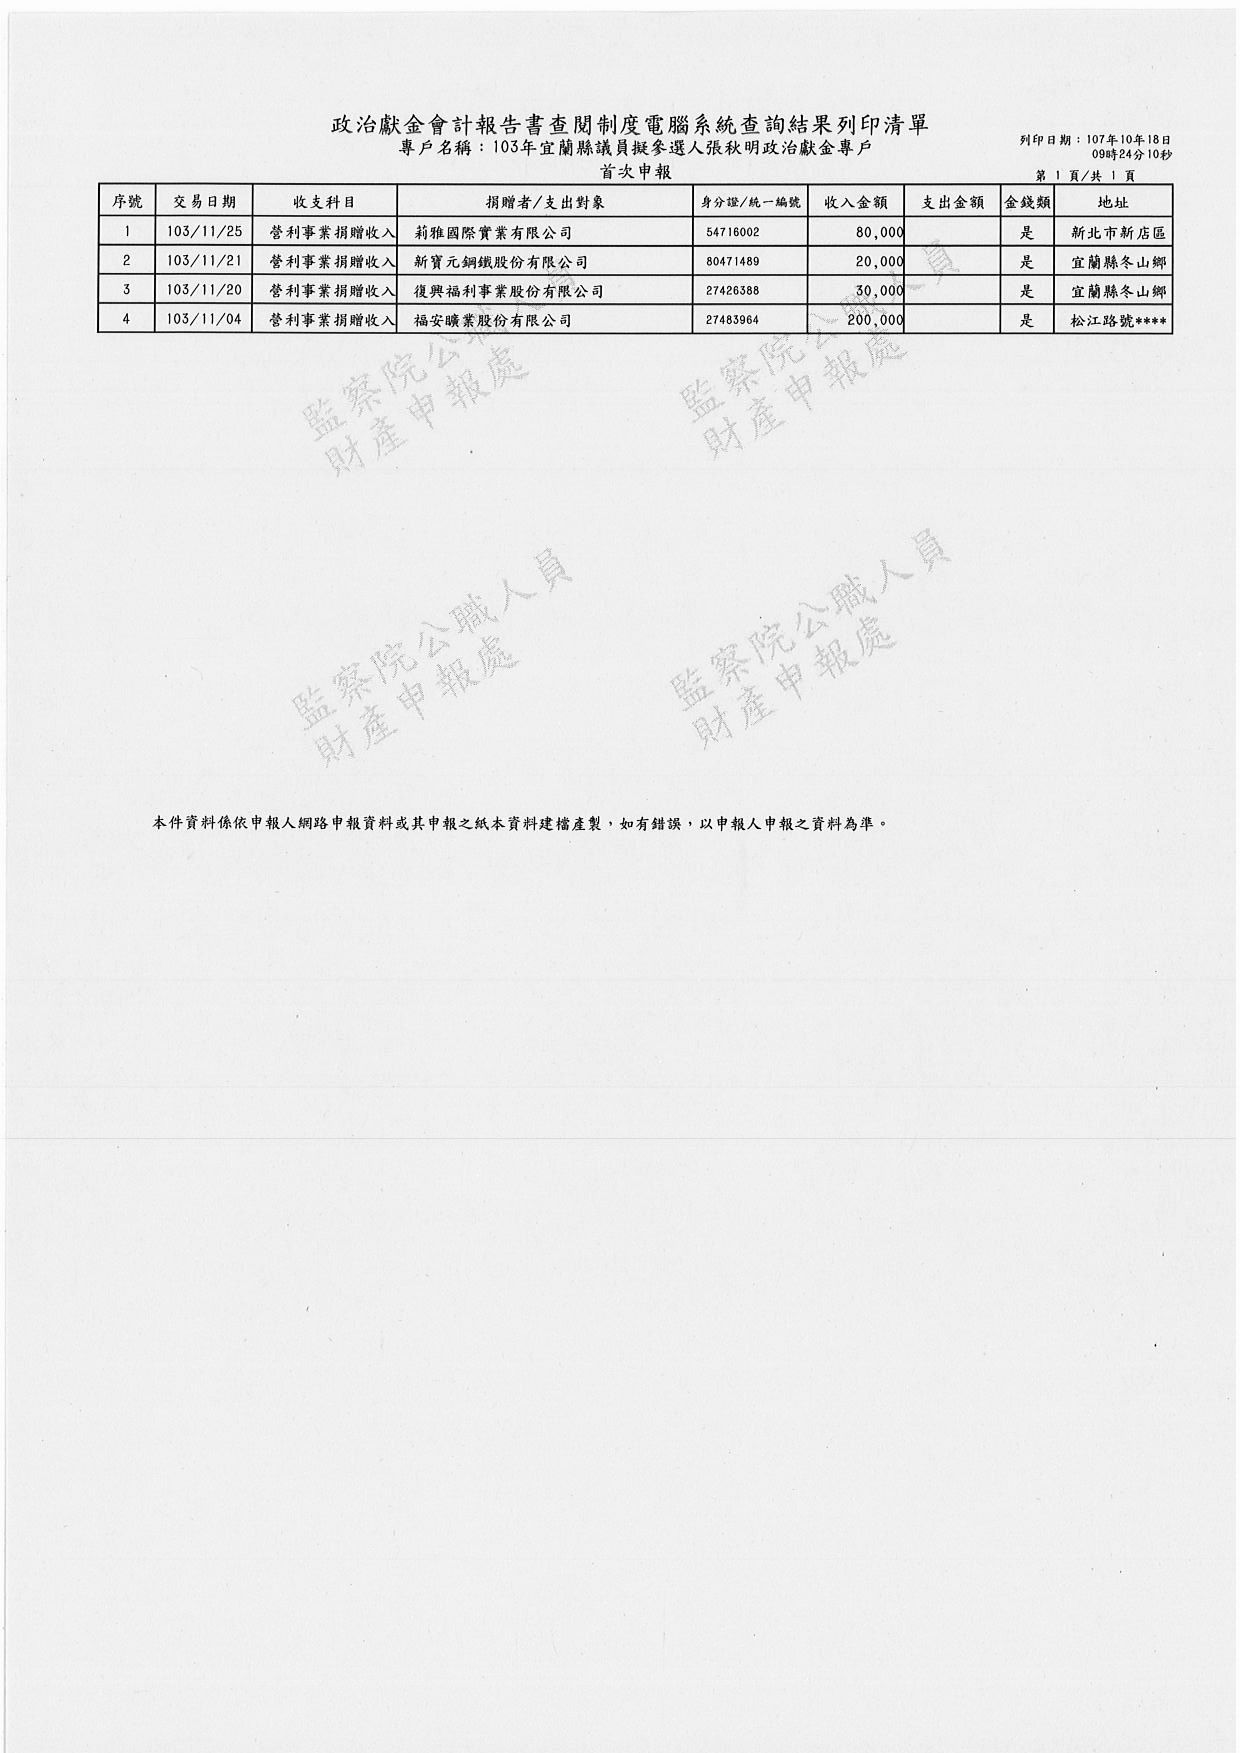 政治獻金會計報告書查閱制度電腦系統查詢結果列印清單
專戶名稱：103年宜蘭縣議員擬參選人張秋明政治獻金專戶
首次申報
列印日期：107年10年18日
09時24分10秒
第 1 頁/共 1 頁
序號 交易日期 收支科目 捐贈者/支出對象 身分證/統一編號 收入金額 支出金額 金錢類 地址
1 103/11/25 營利事業捐贈收入 莉雅國際實業有限公司 54716002 80,000 是 新北市新店區
2 103/11/21 營利事業捐贈收入 新寶元鋼鐵股份有限公司 80471489 20,000 是 宜蘭縣冬山鄉
3 103/11/20 營利事業捐贈收入 復興福利事業股份有限公司 27426388 30,000 是 宜蘭縣冬山鄉
4 103/11/04 營利事業捐贈收入 福安曠業股份有限公司 27483964 200,000 是 松江路號****
監察院公職人員
財產申報處
監察院公職人員
財產申報處
監察院公職人員
財產申報處
監察院公職人員
財產申報處
本件資料係依申報人網路申報資料或其申報之紙本資料建檔產製，如有錯誤，以申報人申報之資料為準。